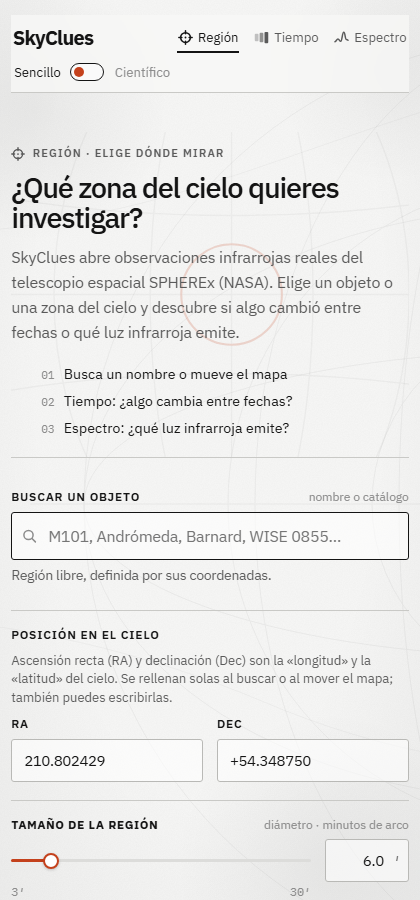 SkyClues
Región
Tiempo
Espectro
Sencillo
Científico
REGIÓN · ELIGE DÓNDE MIRAR
¿Qué zona del cielo quieres
investigar?
SkyClues abre observaciones infrarrojas reales del
telescopio espacial SPHEREx (NASA). Elige un objeto o
una zona del cielo y descubre si algo cambió entre
fechas o qué luz infrarroja emite.
01 Busca un nombre o mueve el mapa
02 Tiempo: ¿algo cambia entre fechas?
03 Espectro: ¿qué luz infrarroja emite?
BUSCAR UN OBJETO
nombre o catálogo
M101, Andrómeda, Barnard, WISE 0855...
Región libre, definida por sus coordenadas.
POSICIÓN EN EL CIELO
Ascensión recta (RA) y declinación (Dec) son la «longitud» y la
«latitud» del cielo. Se rellenan solas al buscar o al mover el mapa;
también puedes escribirlas.
RA
DEC
210.802429
+54.348750
TAMAÑO DE LA REGIÓN
diámetro · minutos de arco
6.0 ′
3′
30′